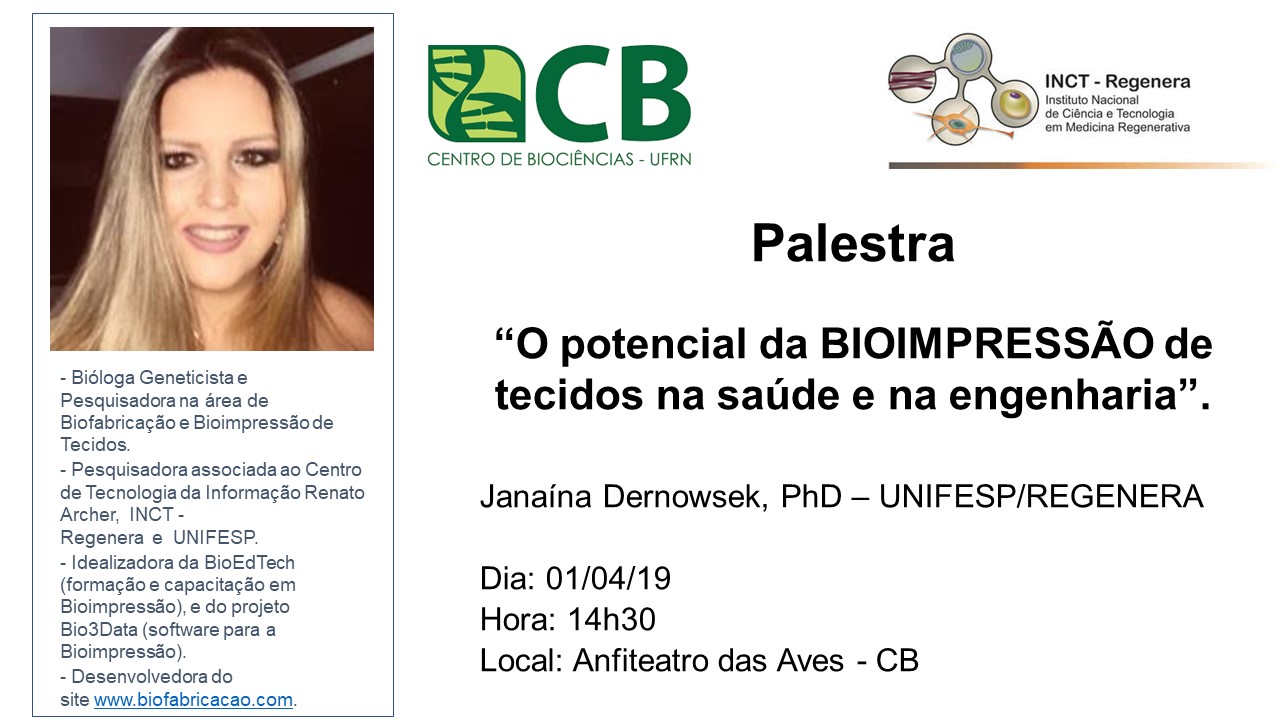 CB
CENTRO DE BIOCIÊNCIAS - UFRN
INCT - Regenera
Instituto Nacional
de Ciência e Tecnologia
em Medicina Regenerativa
Palestra
“O potencial da BIOIMPRESSÃO de
tecidos na saúde e na engenharia”.
Janaína Dernowsek, PhD – UNIFESP/REGENERA
Dia: 01/04/19
Hora: 14h30
Local: Anfiteatro das Aves - CB
- Bióloga Geneticista e
Pesquisadora na área de
Biofabricação e Bioimpressão de
Tecidos.
- Pesquisadora associada ao Centro
de Tecnologia da Informação Renato
Archer, INCT -
Regenera e UNIFESP.
- Idealizadora da BioEdTech
(formação e capacitação em
Bioimpressão), e do projeto
Bio3Data (software para a
Bioimpressão).
- Desenvolvedora do
site www.biofabricacao.com.